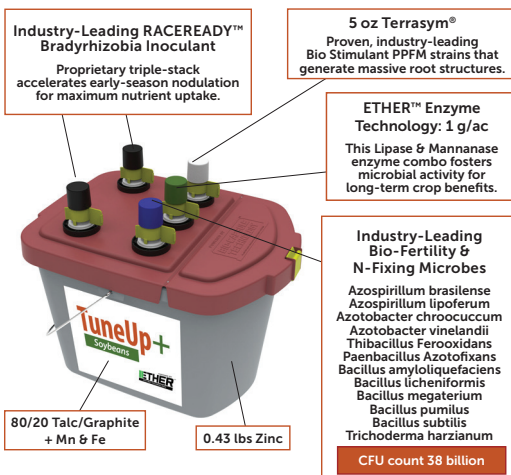 Industry-Leading RACEREADY™
Bradyrhizobia Inoculant
Proprietary triple-stack
accelerates early-season nodulation
for maximum nutrient uptake.
5 oz Terrasym®
Proven, industry-leading
Bio Stimulant PPFM strains that
generate massive root structures.
ETHER™ Enzyme
Technology: 1 g/ac
This Lipase & Mannanase
enzyme combo fosters
microbial activity for
long-term crop benefits.
Industry-Leading
Bio-Fertility &
N-Fixing Microbes
Azospirillum brasilense
Azospirillum lipoferum
Azotobacter chroocuccum
Azotobacter vinelandii
Thibacillus Ferooxidans
Paenbacillus Azotofixans
Bacillus amyloliquefaciens
Bacillus licheniformis
Bacillus megaterium
Bacillus pumilus
Bacillus subtilis
Trichoderma harzianum
CFU count 38 billion
TuneUp+
Soybeans
ETHER
80/20 Talc/Graphite
+ Mn & Fe
0.43 lbs Zinc